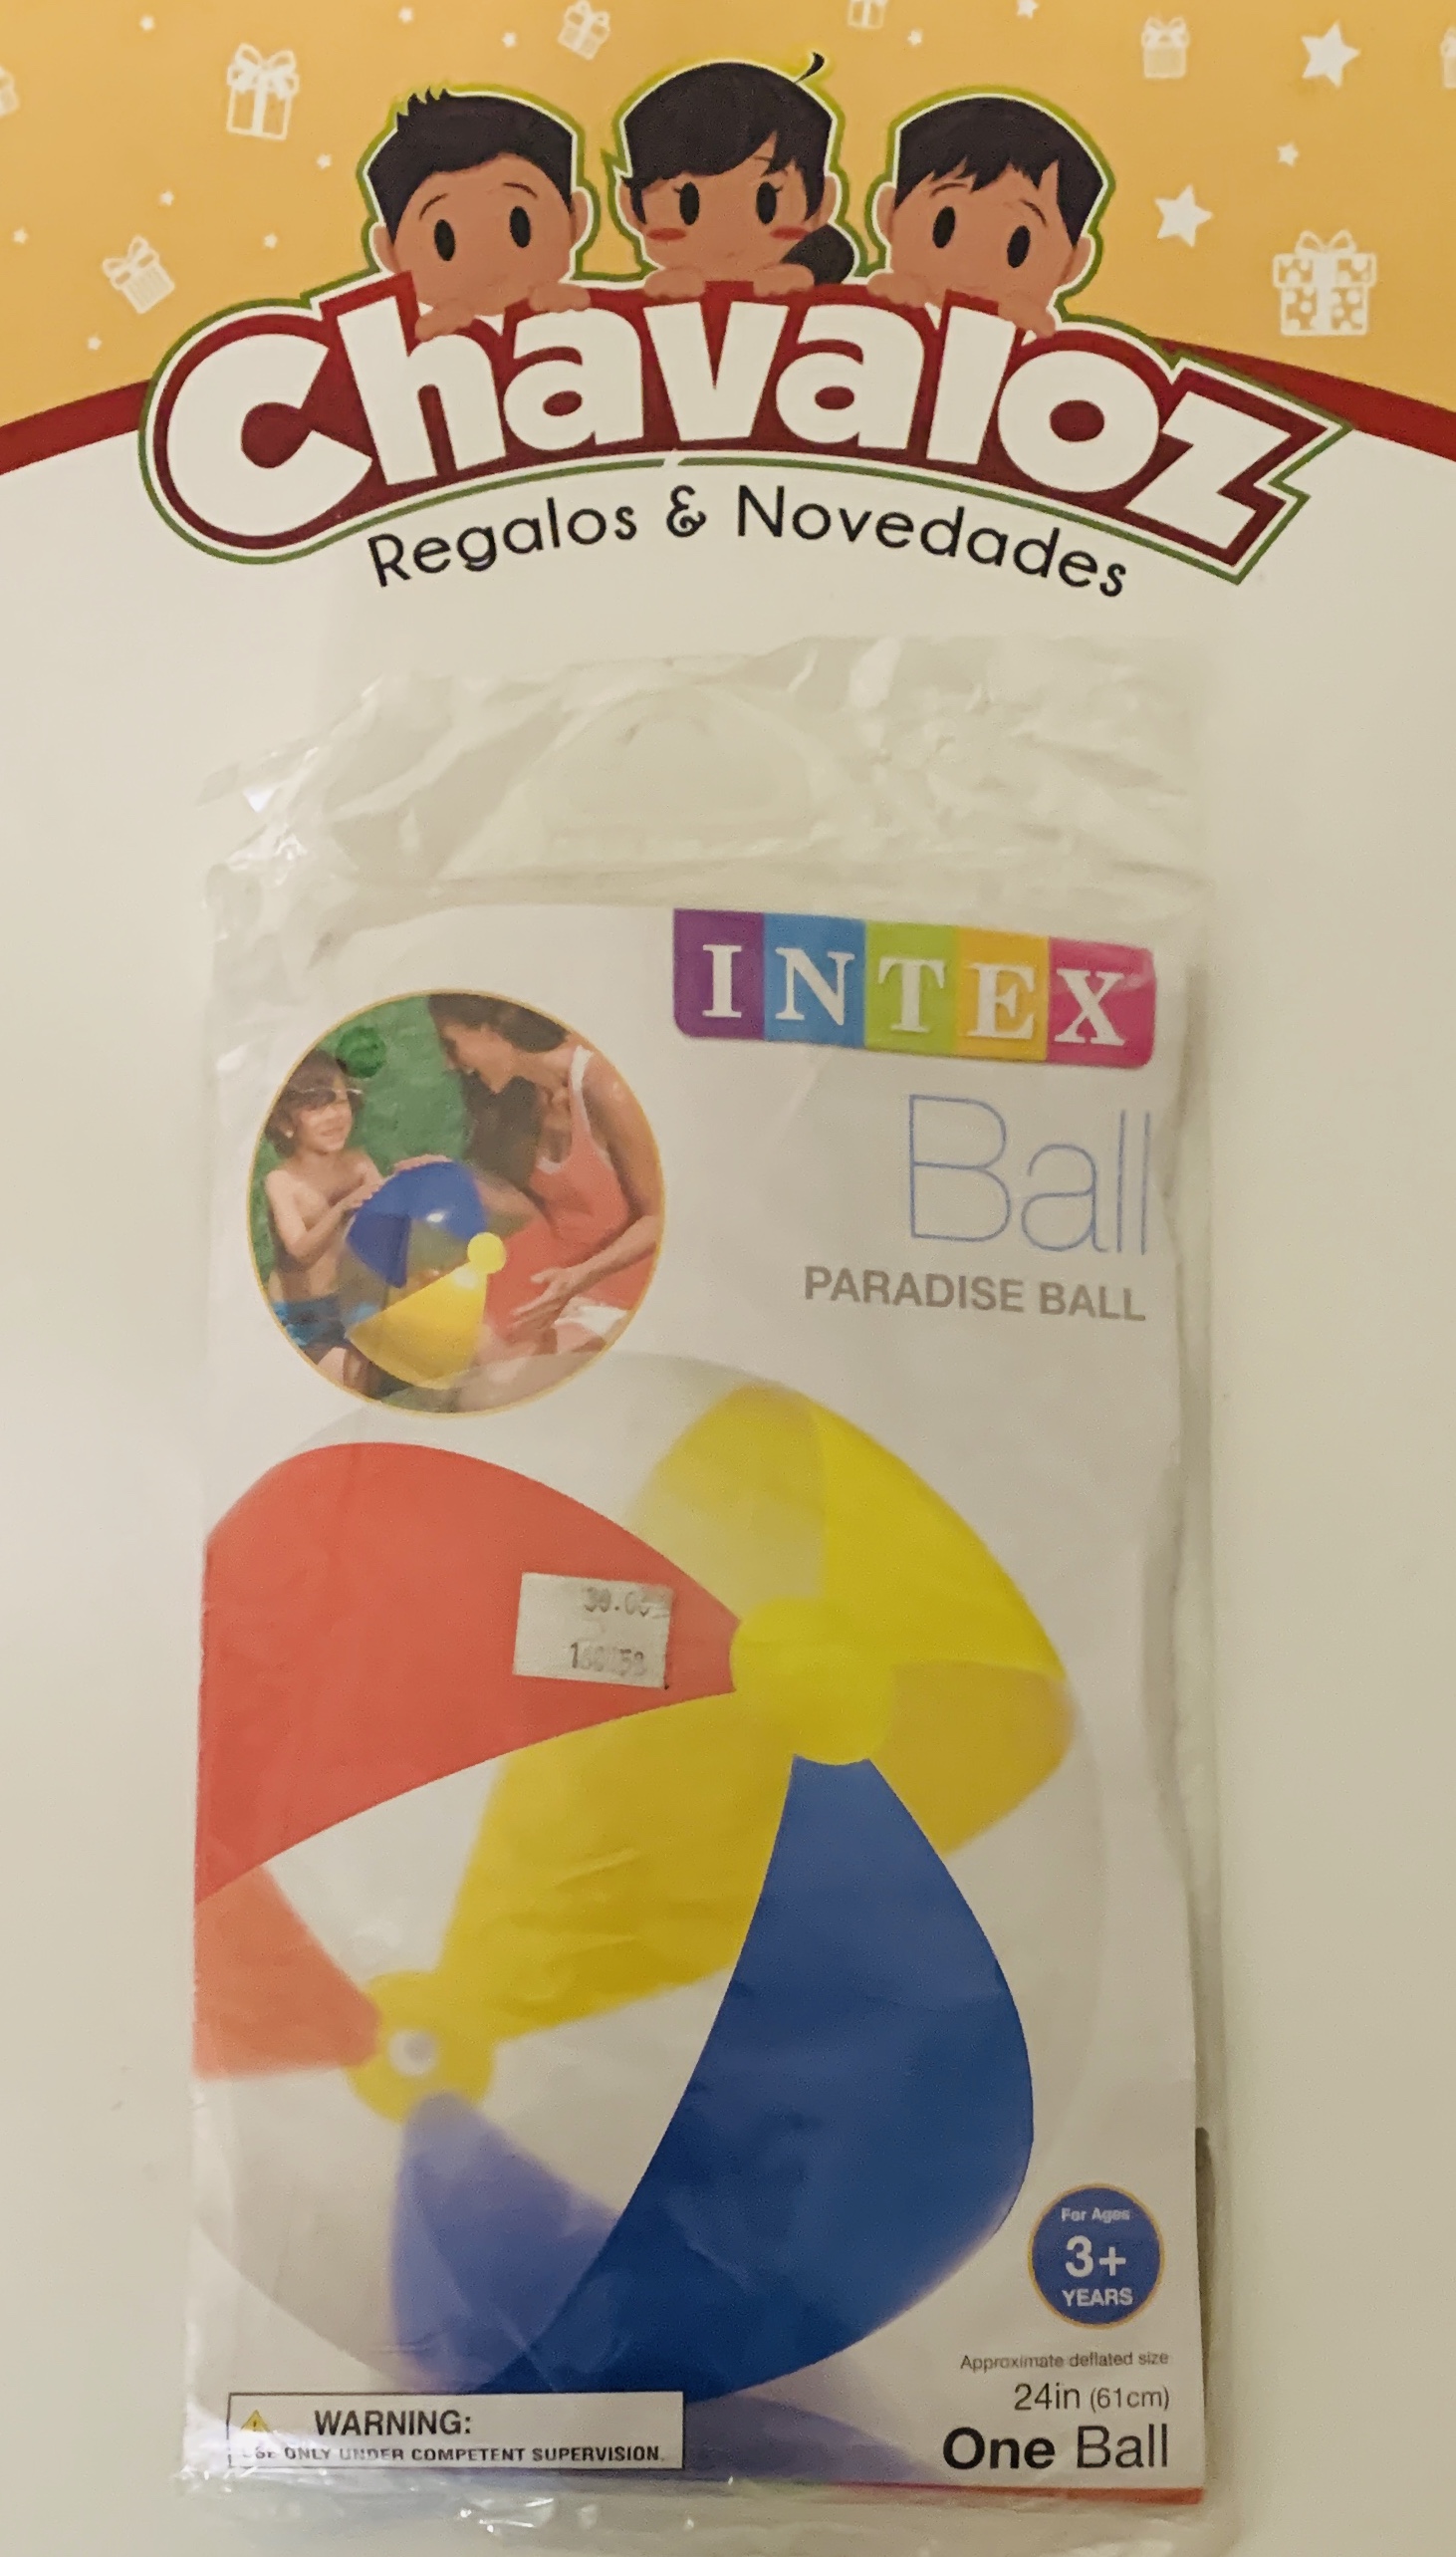 Chavaloz
Regalos & Novedades
INTEX
Ball
PARADISE BALL
For Ages
3+
YEARS
Approximate deflated size
24in (61cm)
One Ball
WARNING:
USE ONLY UNDER COMPETENT SUPERVISION.